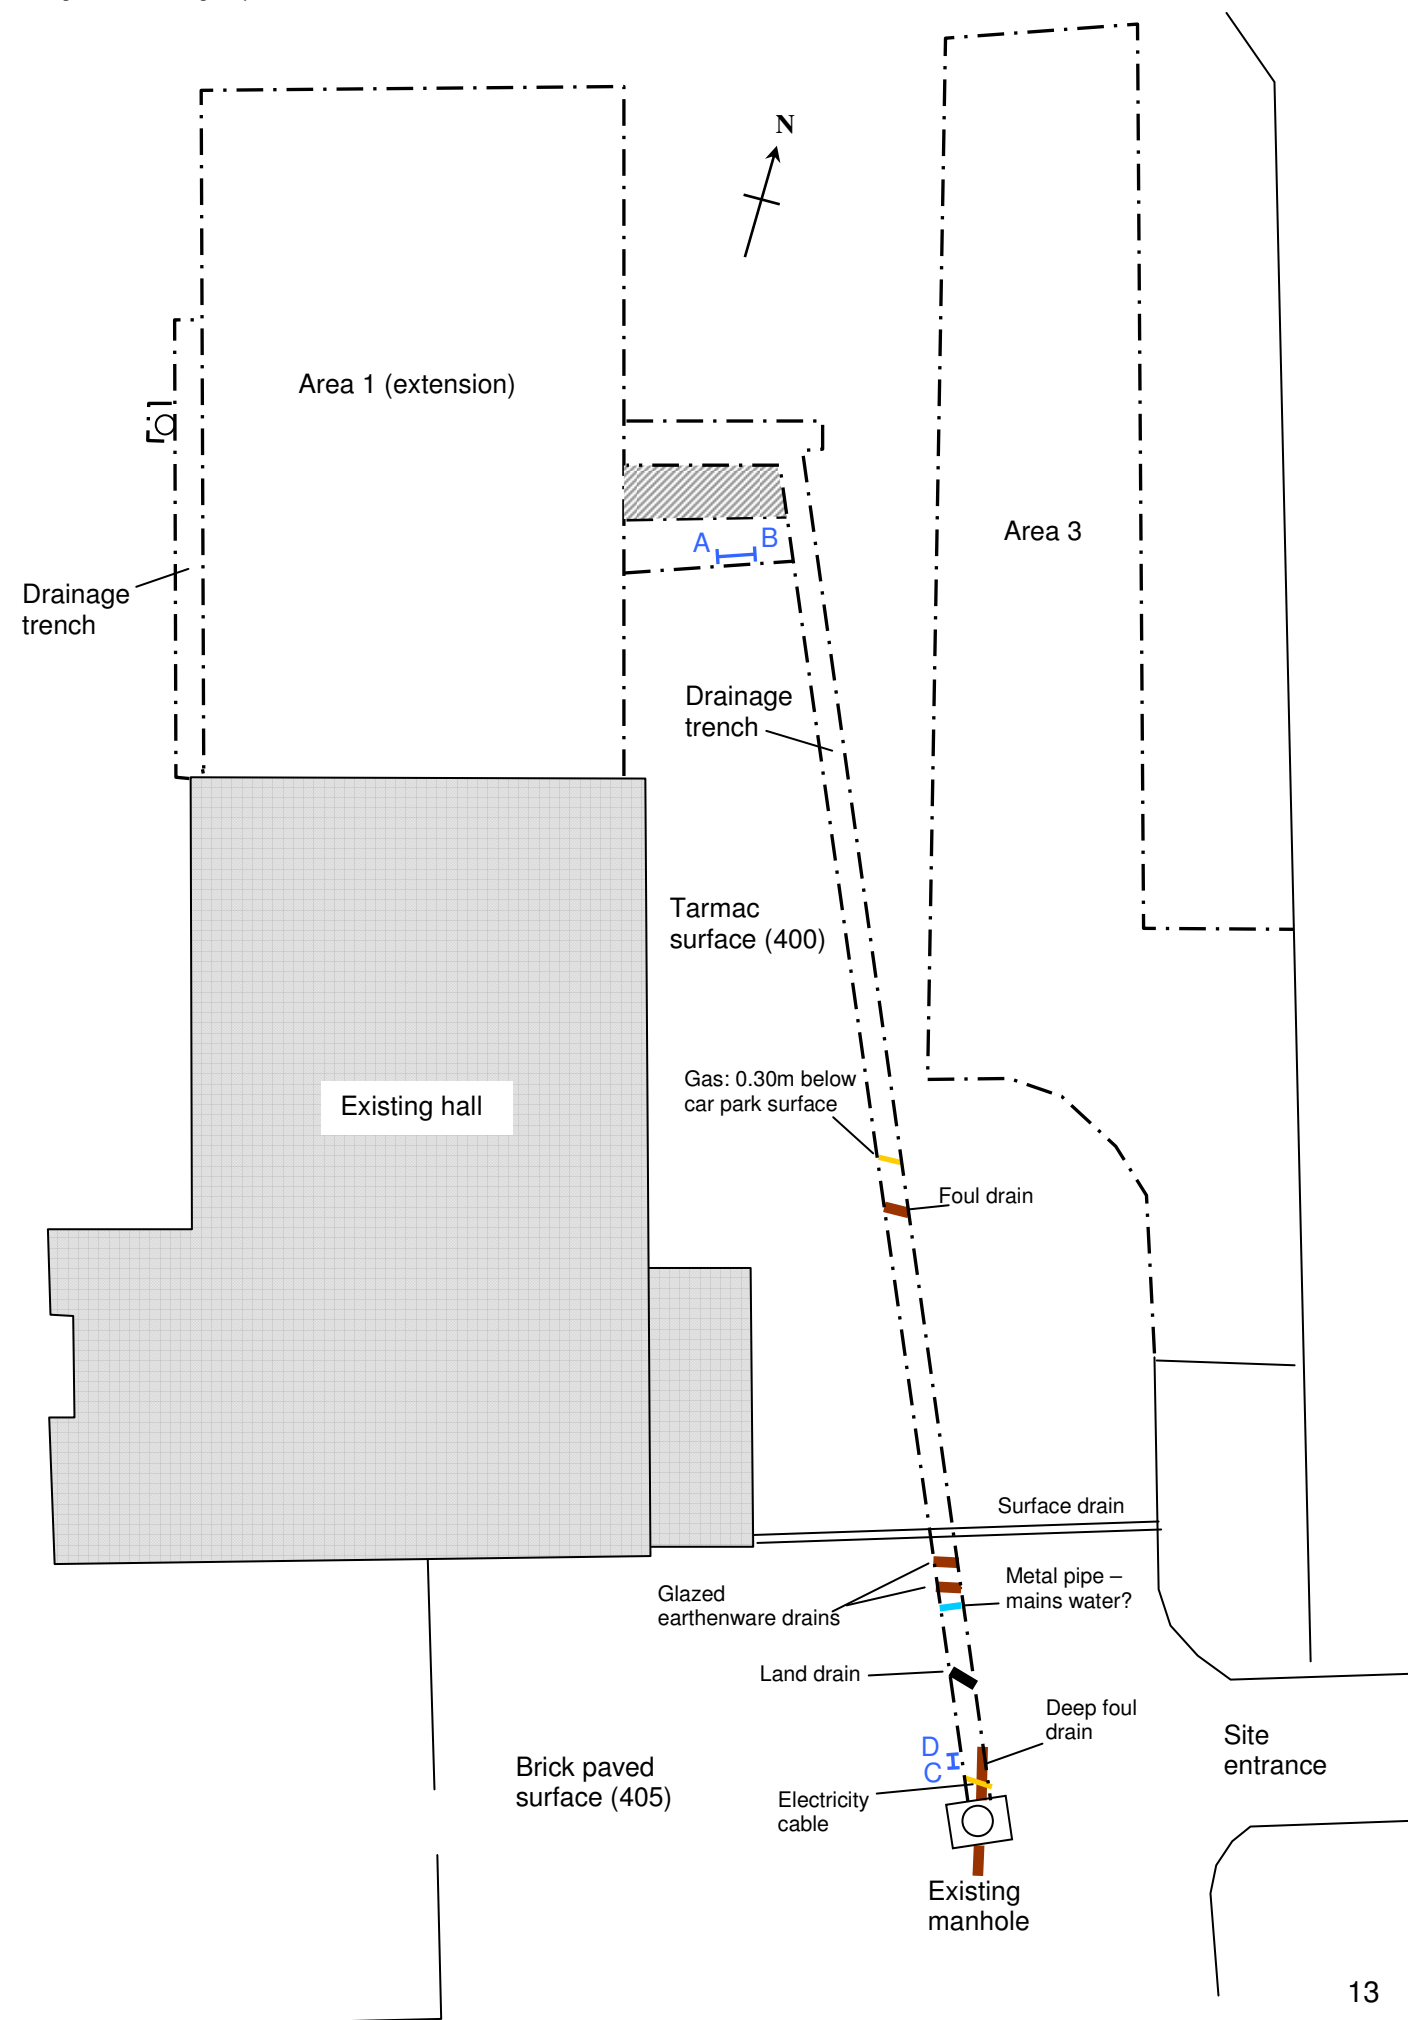 N
Area 1 (extension)
Area 3
A
B
Drainage
trench
Drainage
trench
Tarmac
surface (400)
Gas: 0.30m below
car park surface
Existing hall
Foul drain
Surface drain
Glazed
earthenware drains
Metal pipe –
mains water?
Land drain
Deep foul
drain
D
C
Site
entrance
Brick paved
surface (405)
Electricity
cable
Existing
manhole
13